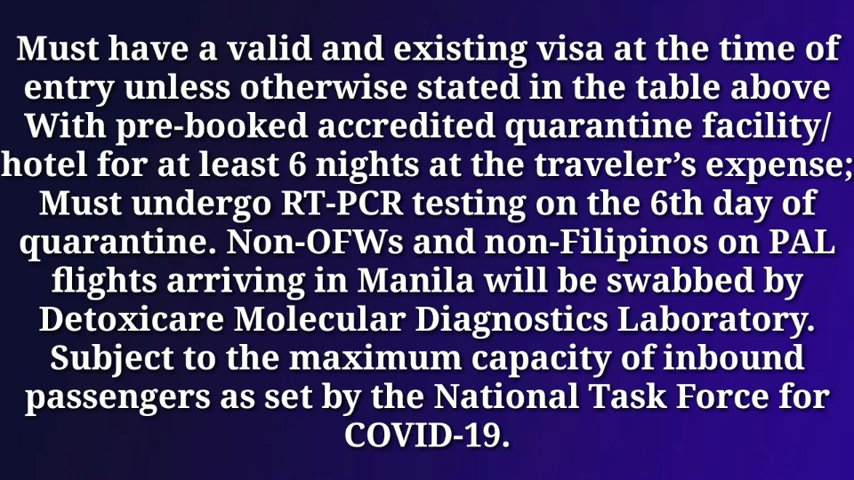 Must have a valid and existing visa at the time of
entry unless otherwise stated in the table above
With pre-booked accredited quarantine facility/
hotel for at least 6 nights at the traveler’s expense;
Must undergo RT-PCR testing on the 6th day of
quarantine. Non-OFWs and non-Filipinos on PAL
flights arriving in Manila will be swabbed by
Detoxicare Molecular Diagnostics Laboratory.
Subject to the maximum capacity of inbound
passengers as set by the National Task Force for
COVID-19.